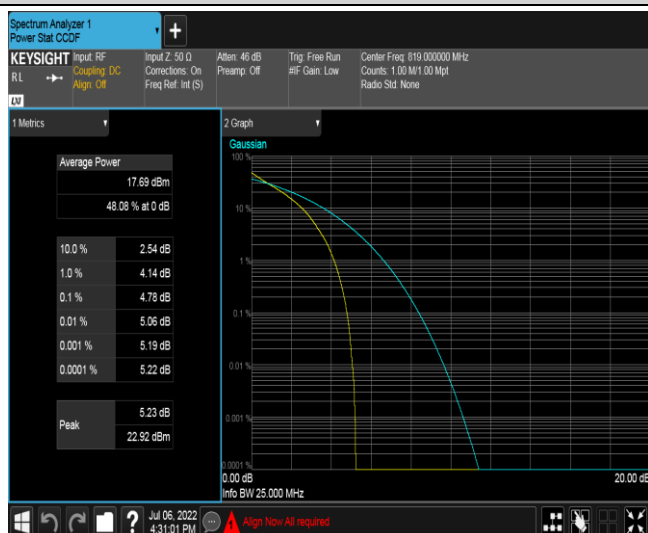 Spectrum Analyzer 1
Power Stat CCDF
KEYSIGHT
R L
LXI
Input: RF
Coupling: DC
Align: Off
Input Z: 50 Ω
Corrections: On
Freq Ref: Int (S)
Atten: 46 dB
Preamp: Off
Trig: Free Run
#IF Gain: Low
Center Freq: 819.000000 MHz
Counts: 1.00 M/1.00 Mpt
Radio Std: None
1 Metrics
Average Power
17.69 dBm
48.08 % at 0 dB
10.0 % 2.54 dB
1.0 % 4.14 dB
0.1 % 4.78 dB
0.01 % 5.06 dB
0.001 % 5.19 dB
0.0001 % 5.22 dB
Peak
5.23 dB
22.92 dBm
2 Graph
Gaussian
100 %
10 %
1 %
0.1 %
0.01 %
0.001 %
0.0001 %
0.00 dB
20.00 dB
Info BW 25.000 MHz
?
Jul 06, 2022
4:31:01 PM
Align Now All required